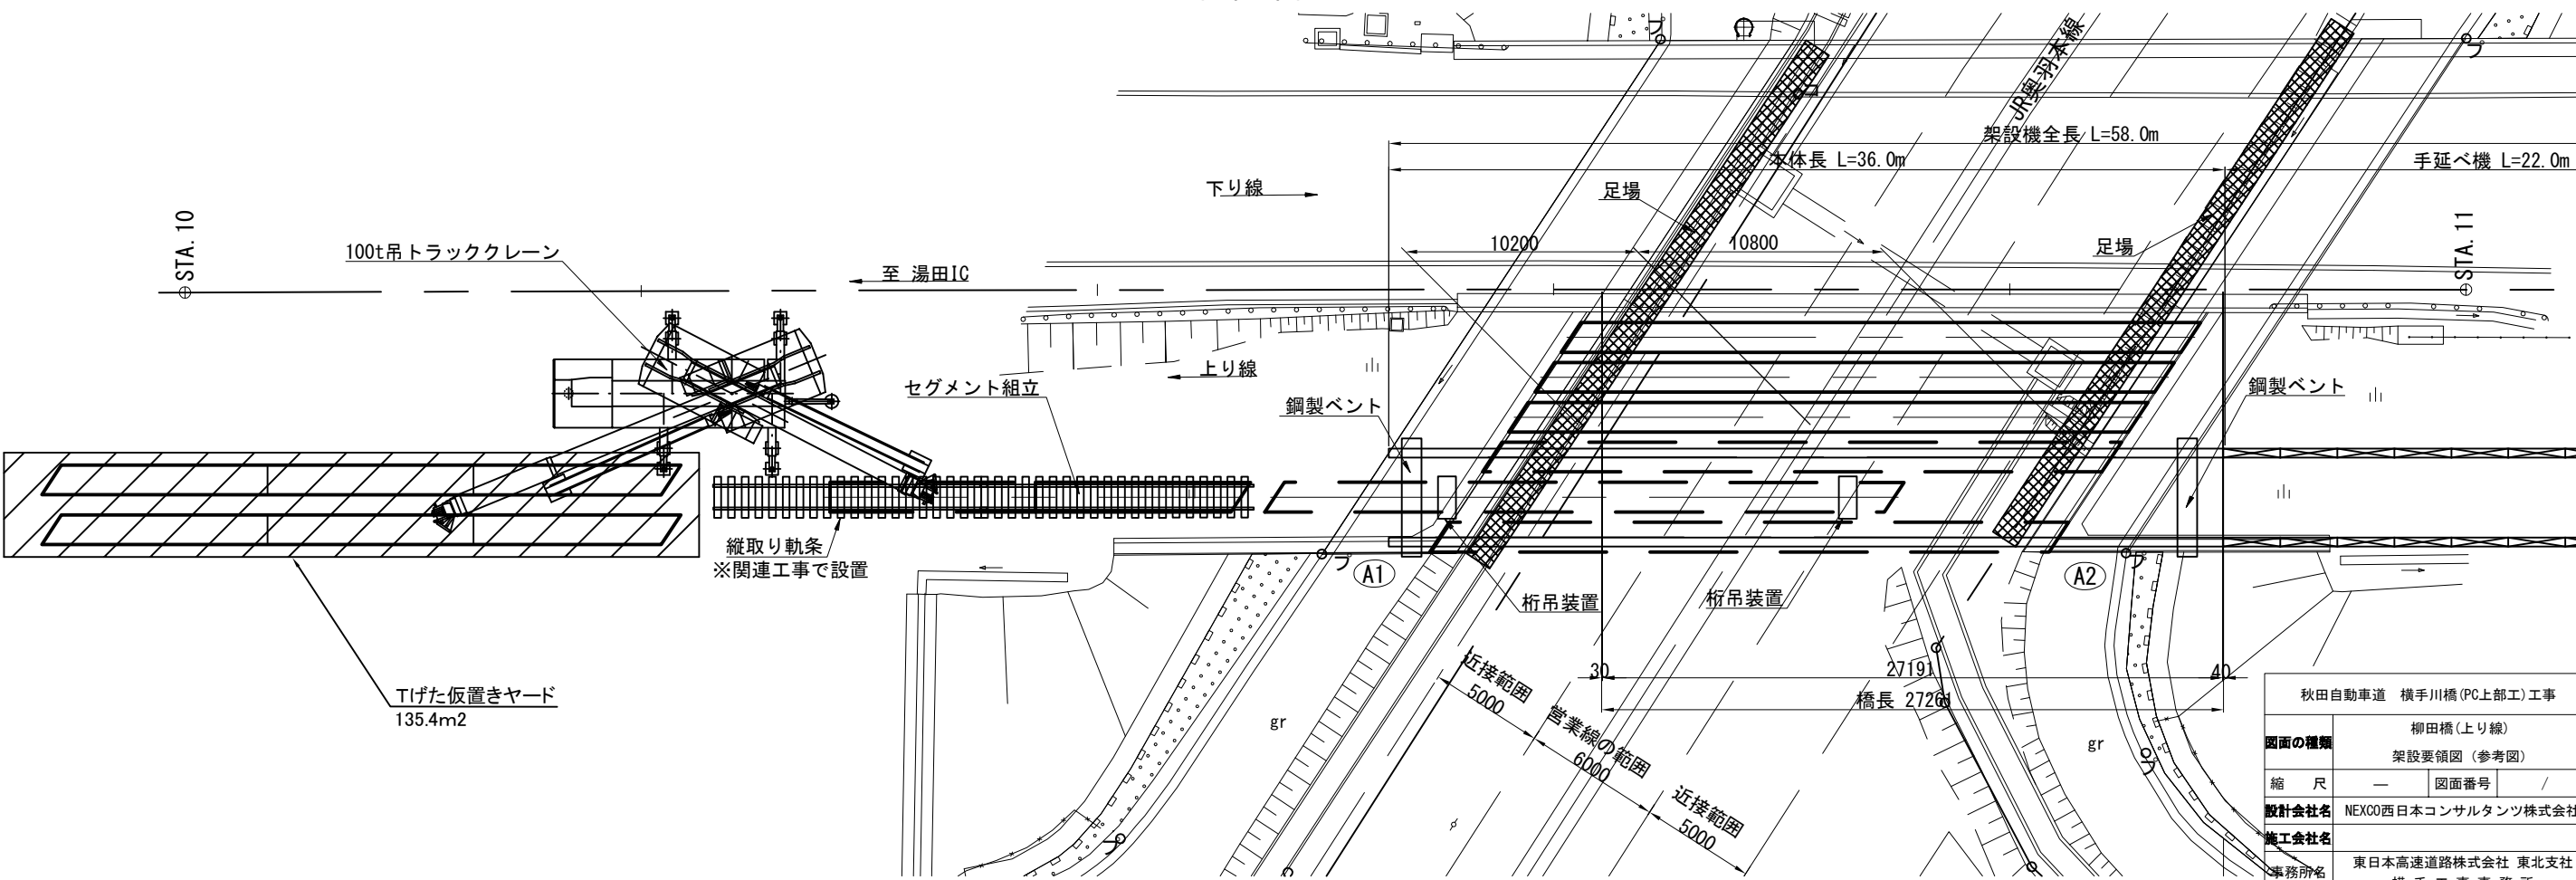 JR奥羽本線
架設機全長 L=58.0m
本体長 L=36.0m
手延べ機 L=22.0m
下り線
足場
STA. 10
100t吊トラッククレーン
10200
10800
足場
STA. 11
至 湯田IC
上り線
セグメント組立
鋼製ベント
鋼製ベント
縦取り軌条
※関連工事で設置
A1
A2
桁吊装置
桁吊装置
Tげた仮置きヤード
135.4m2
近接範囲
5000
営業線の範囲
6000
近接範囲
5000
30
27191
40
橋長 27261
gr
gr
秋田自動車道 横手川橋(PC上部工)工事
図面の種類
柳田橋(上り線)
架設要領図 (参考図)
縮 尺
―
図面番号
/
設計会社名
NEXCO西日本コンサルタンツ株式会社
施工会社名
事務所名
東日本高速道路株式会社 東北支社